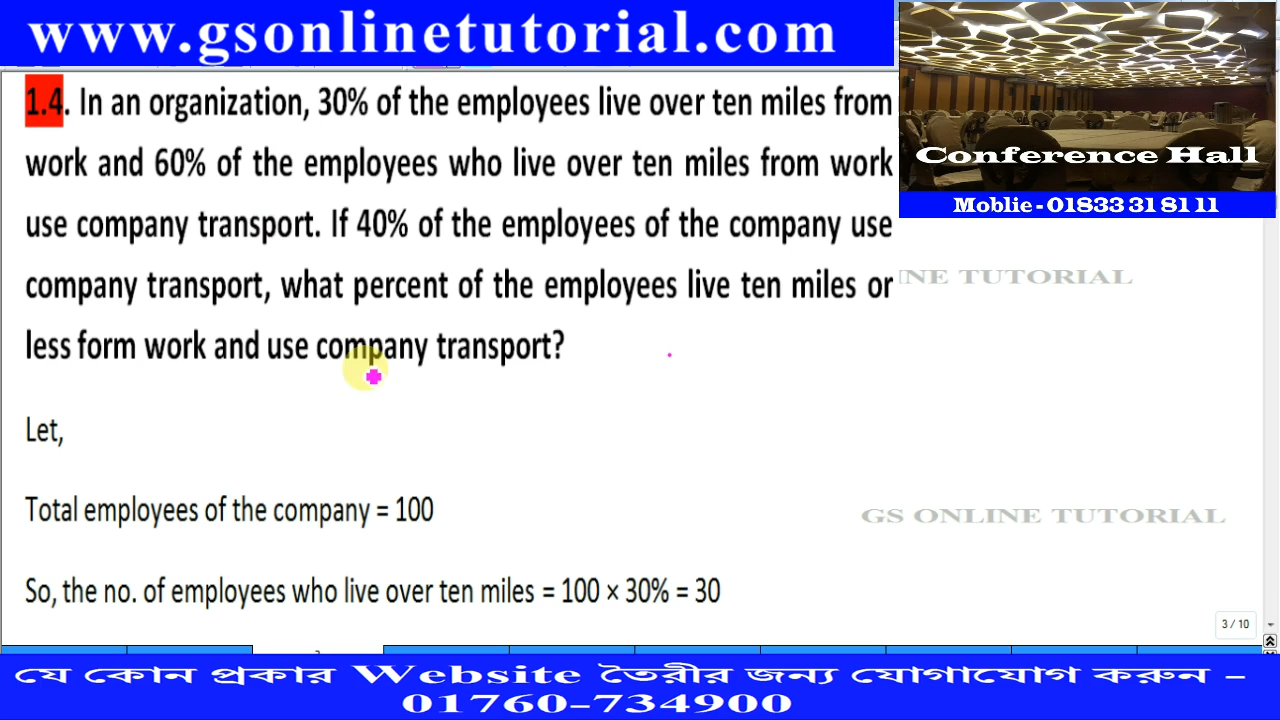 www.gsonlinetutorial.com
Conference Hall
Moblie - 01833 318111
1.4. In an organization, 30% of the employees live over ten miles from
work and 60% of the employees who live over ten miles from work
use company transport. If 40% of the employees of the company use
company transport, what percent of the employees live ten miles or
less form work and use company transport?
INE TUTORIAL
Let,
Total employees of the company = 100
GS ONLINE TUTORIAL
So, the no. of employees who live over ten miles = 100 × 30% = 30
3 / 10
যে কোন প্রকার Website তৈরীর জন্য যোগাযোগ করুন –
01760-734900